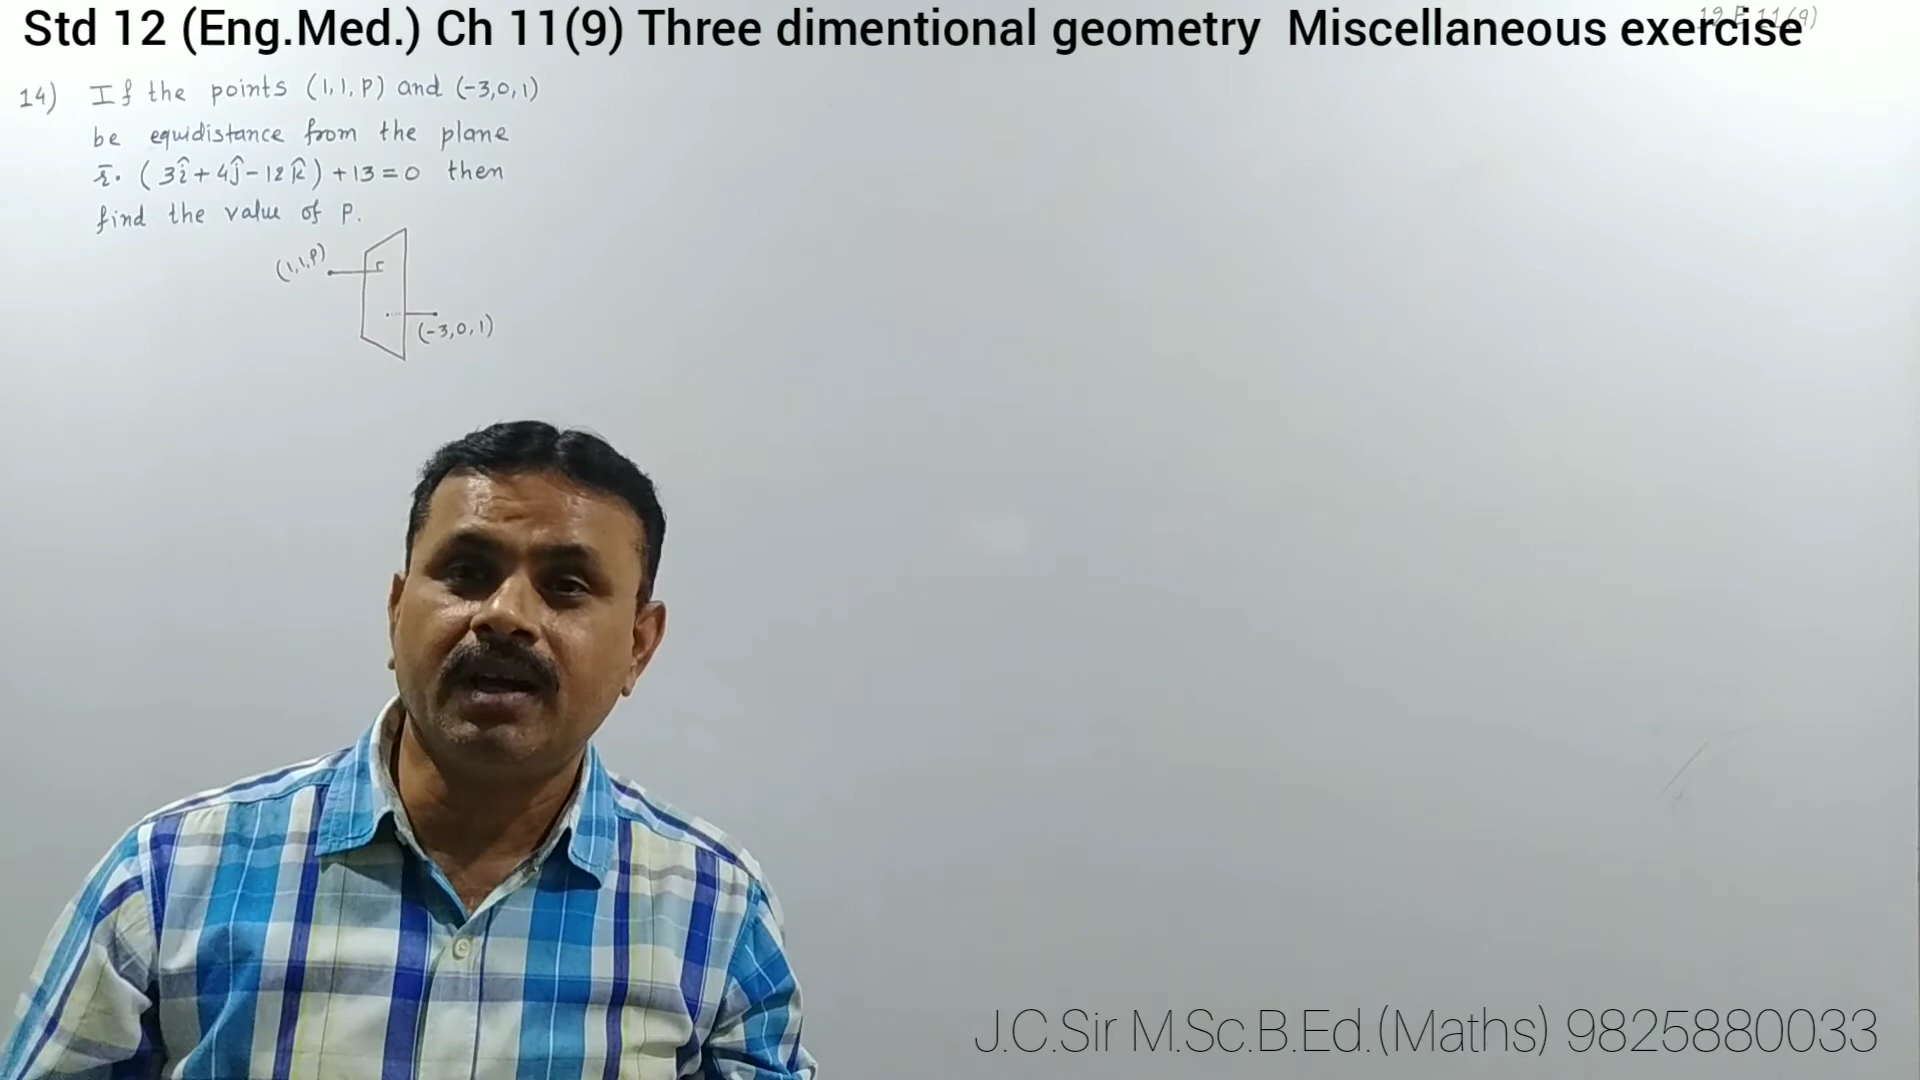 Std 12 (Eng.Med.) Ch 11(9) Three dimentional geometry Miscellaneous exercise
14) If the points (1,1,P) and (-3,0,1)
be equidistance from the plane
r̄. (3î+4ĵ-12k̂)+13=0 then
find the value of P.
(1,1,P)
(-3,0,1)
J.C.Sir M.Sc.B.Ed.(Maths) 9825880033